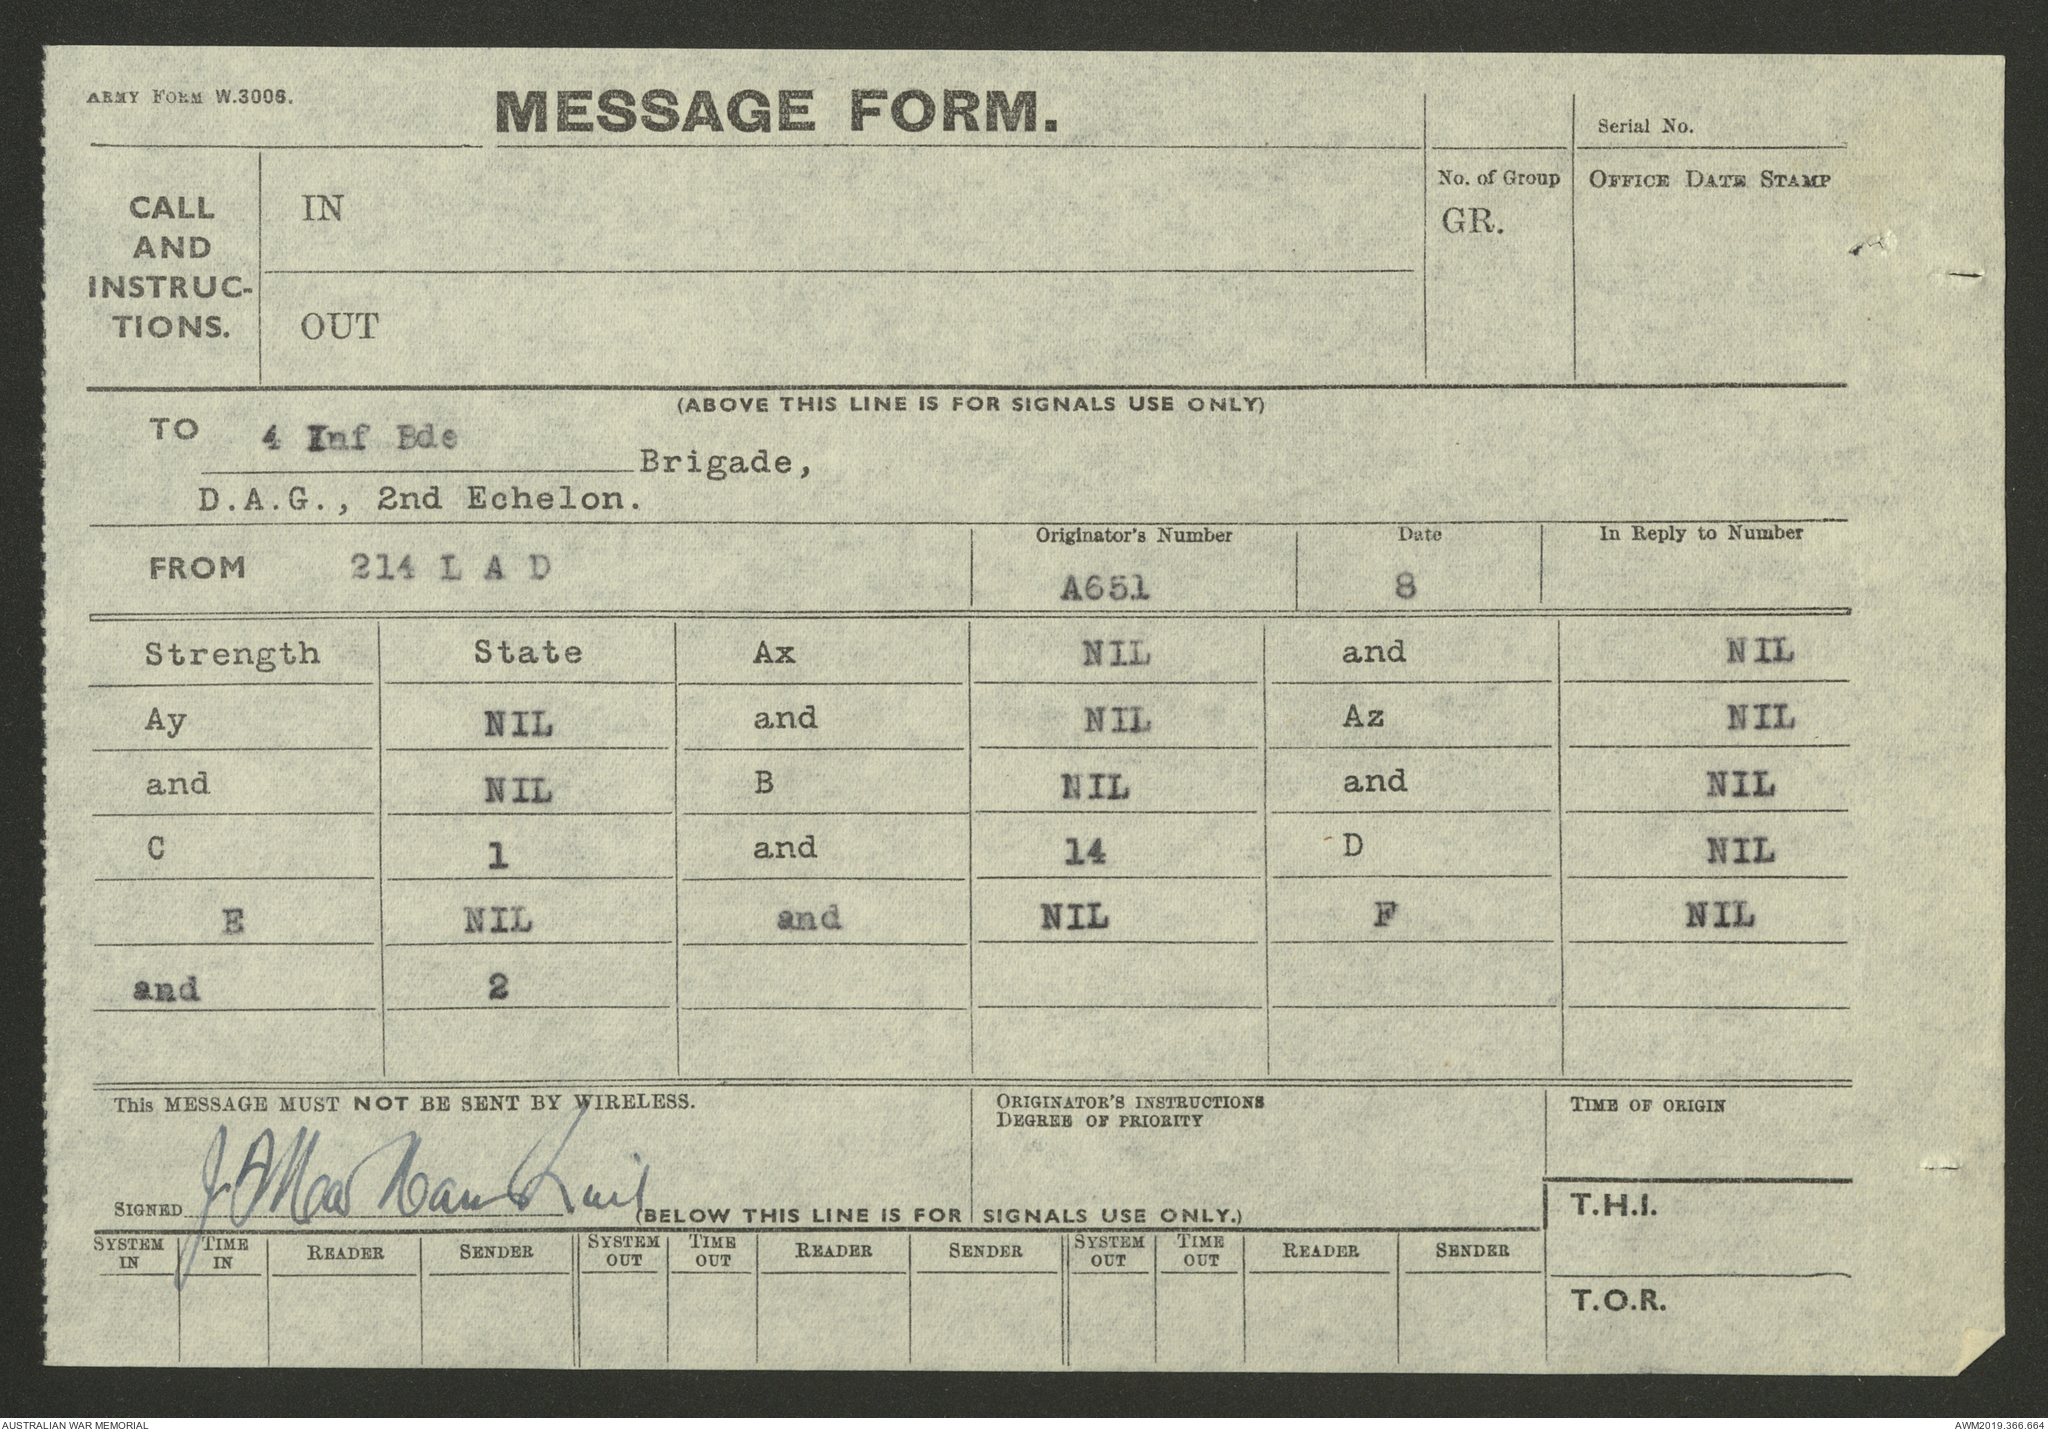 ARMY FORM W.3006.
MESSAGE FORM.
Serial No.
CALL
AND
INSTRUC-
TIONS.
IN
OUT
No. of Group
GR.
OFFICE DATE STAMP
(ABOVE THIS LINE IS FOR SIGNALS USE ONLY)
TO 4 Inf Bde Brigade,
D.A.G., 2nd Echelon.
FROM 214 L A D
Originator's Number
A651
Date
8
In Reply to Number
Strength State Ax NIL and NIL
Ay NIL and NIL Az NIL
and NIL B NIL and NIL
C 1 and 14 D NIL
E NIL and NIL F NIL
and 2
This MESSAGE MUST NOT BE SENT BY WIRELESS.
ORIGINATOR'S INSTRUCTIONS
DEGREE OF PRIORITY
TIME OF ORIGIN
SIGNED
(BELOW THIS LINE IS FOR SIGNALS USE ONLY.)
T.H.I.
SYSTEM IN TIME IN READER SENDER SYSTEM OUT TIME OUT READER SENDER SYSTEM OUT TIME OUT READER SENDER
T.O.R.
AUSTRALIAN WAR MEMORIAL
AWM2019.366.664